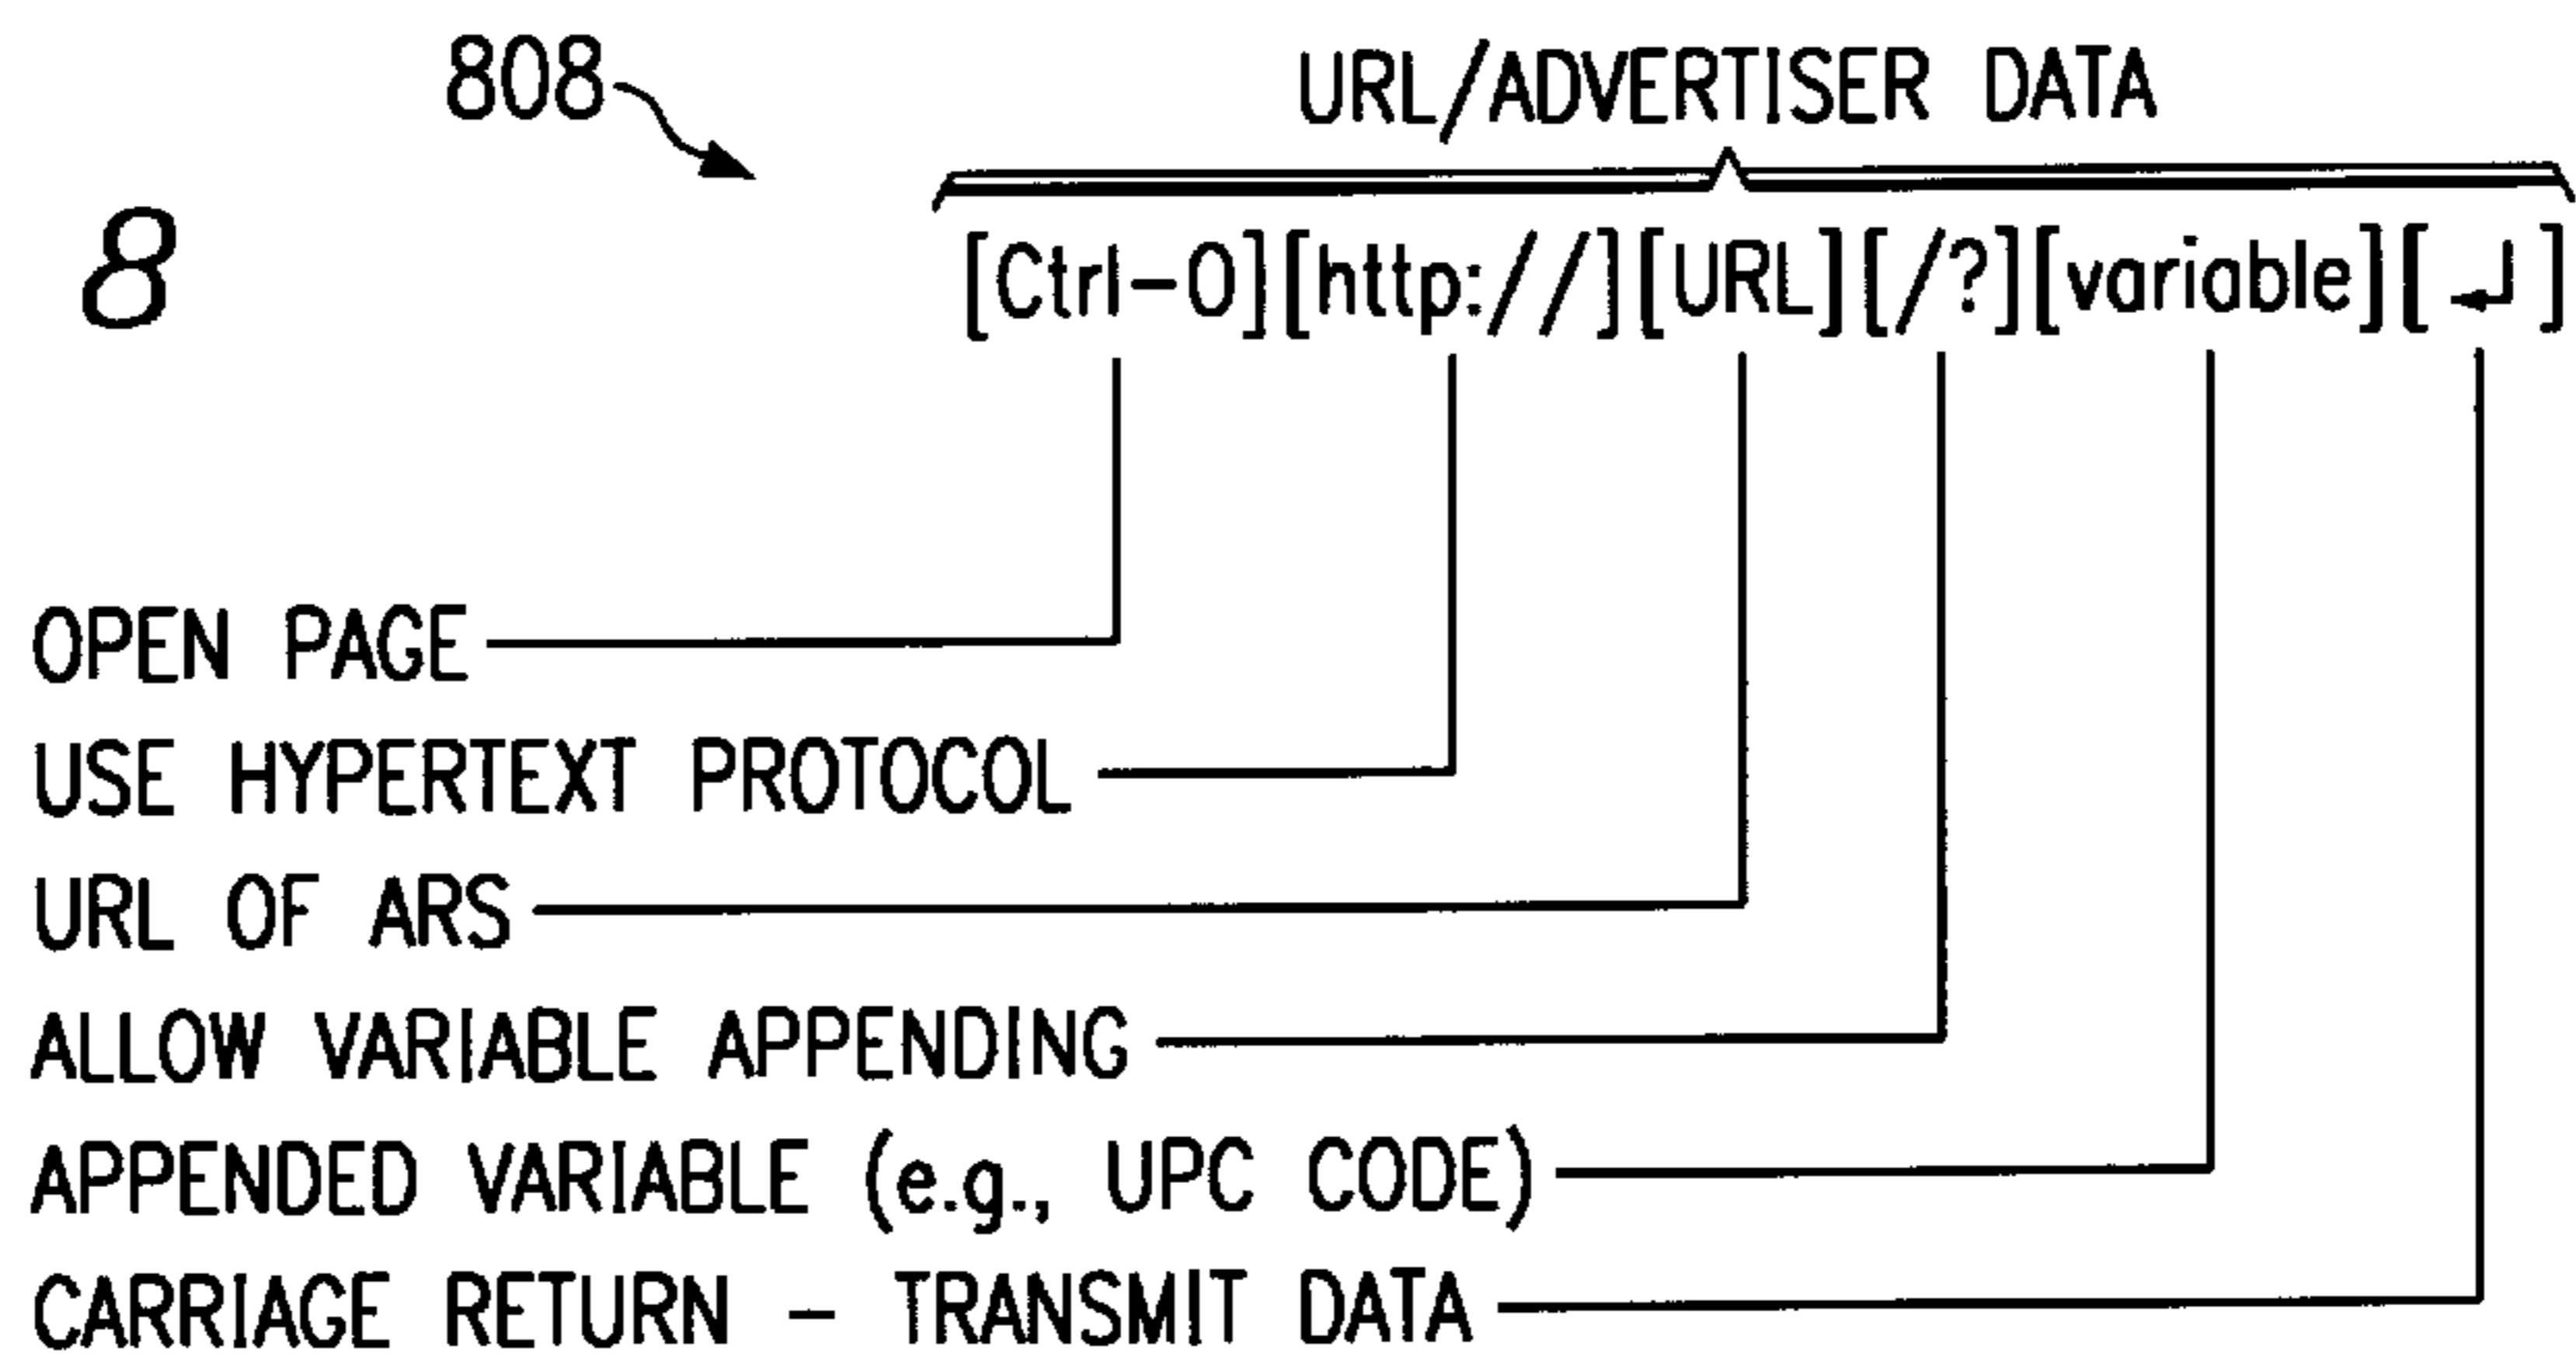 808
URL/ADVERTISER DATA
8
[Ctrl-O][http://][URL][/?][variable][↵]
OPEN PAGE
USE HYPERTEXT PROTOCOL
URL OF ARS
ALLOW VARIABLE APPENDING
APPENDED VARIABLE (e.g., UPC CODE)
CARRIAGE RETURN - TRANSMIT DATA